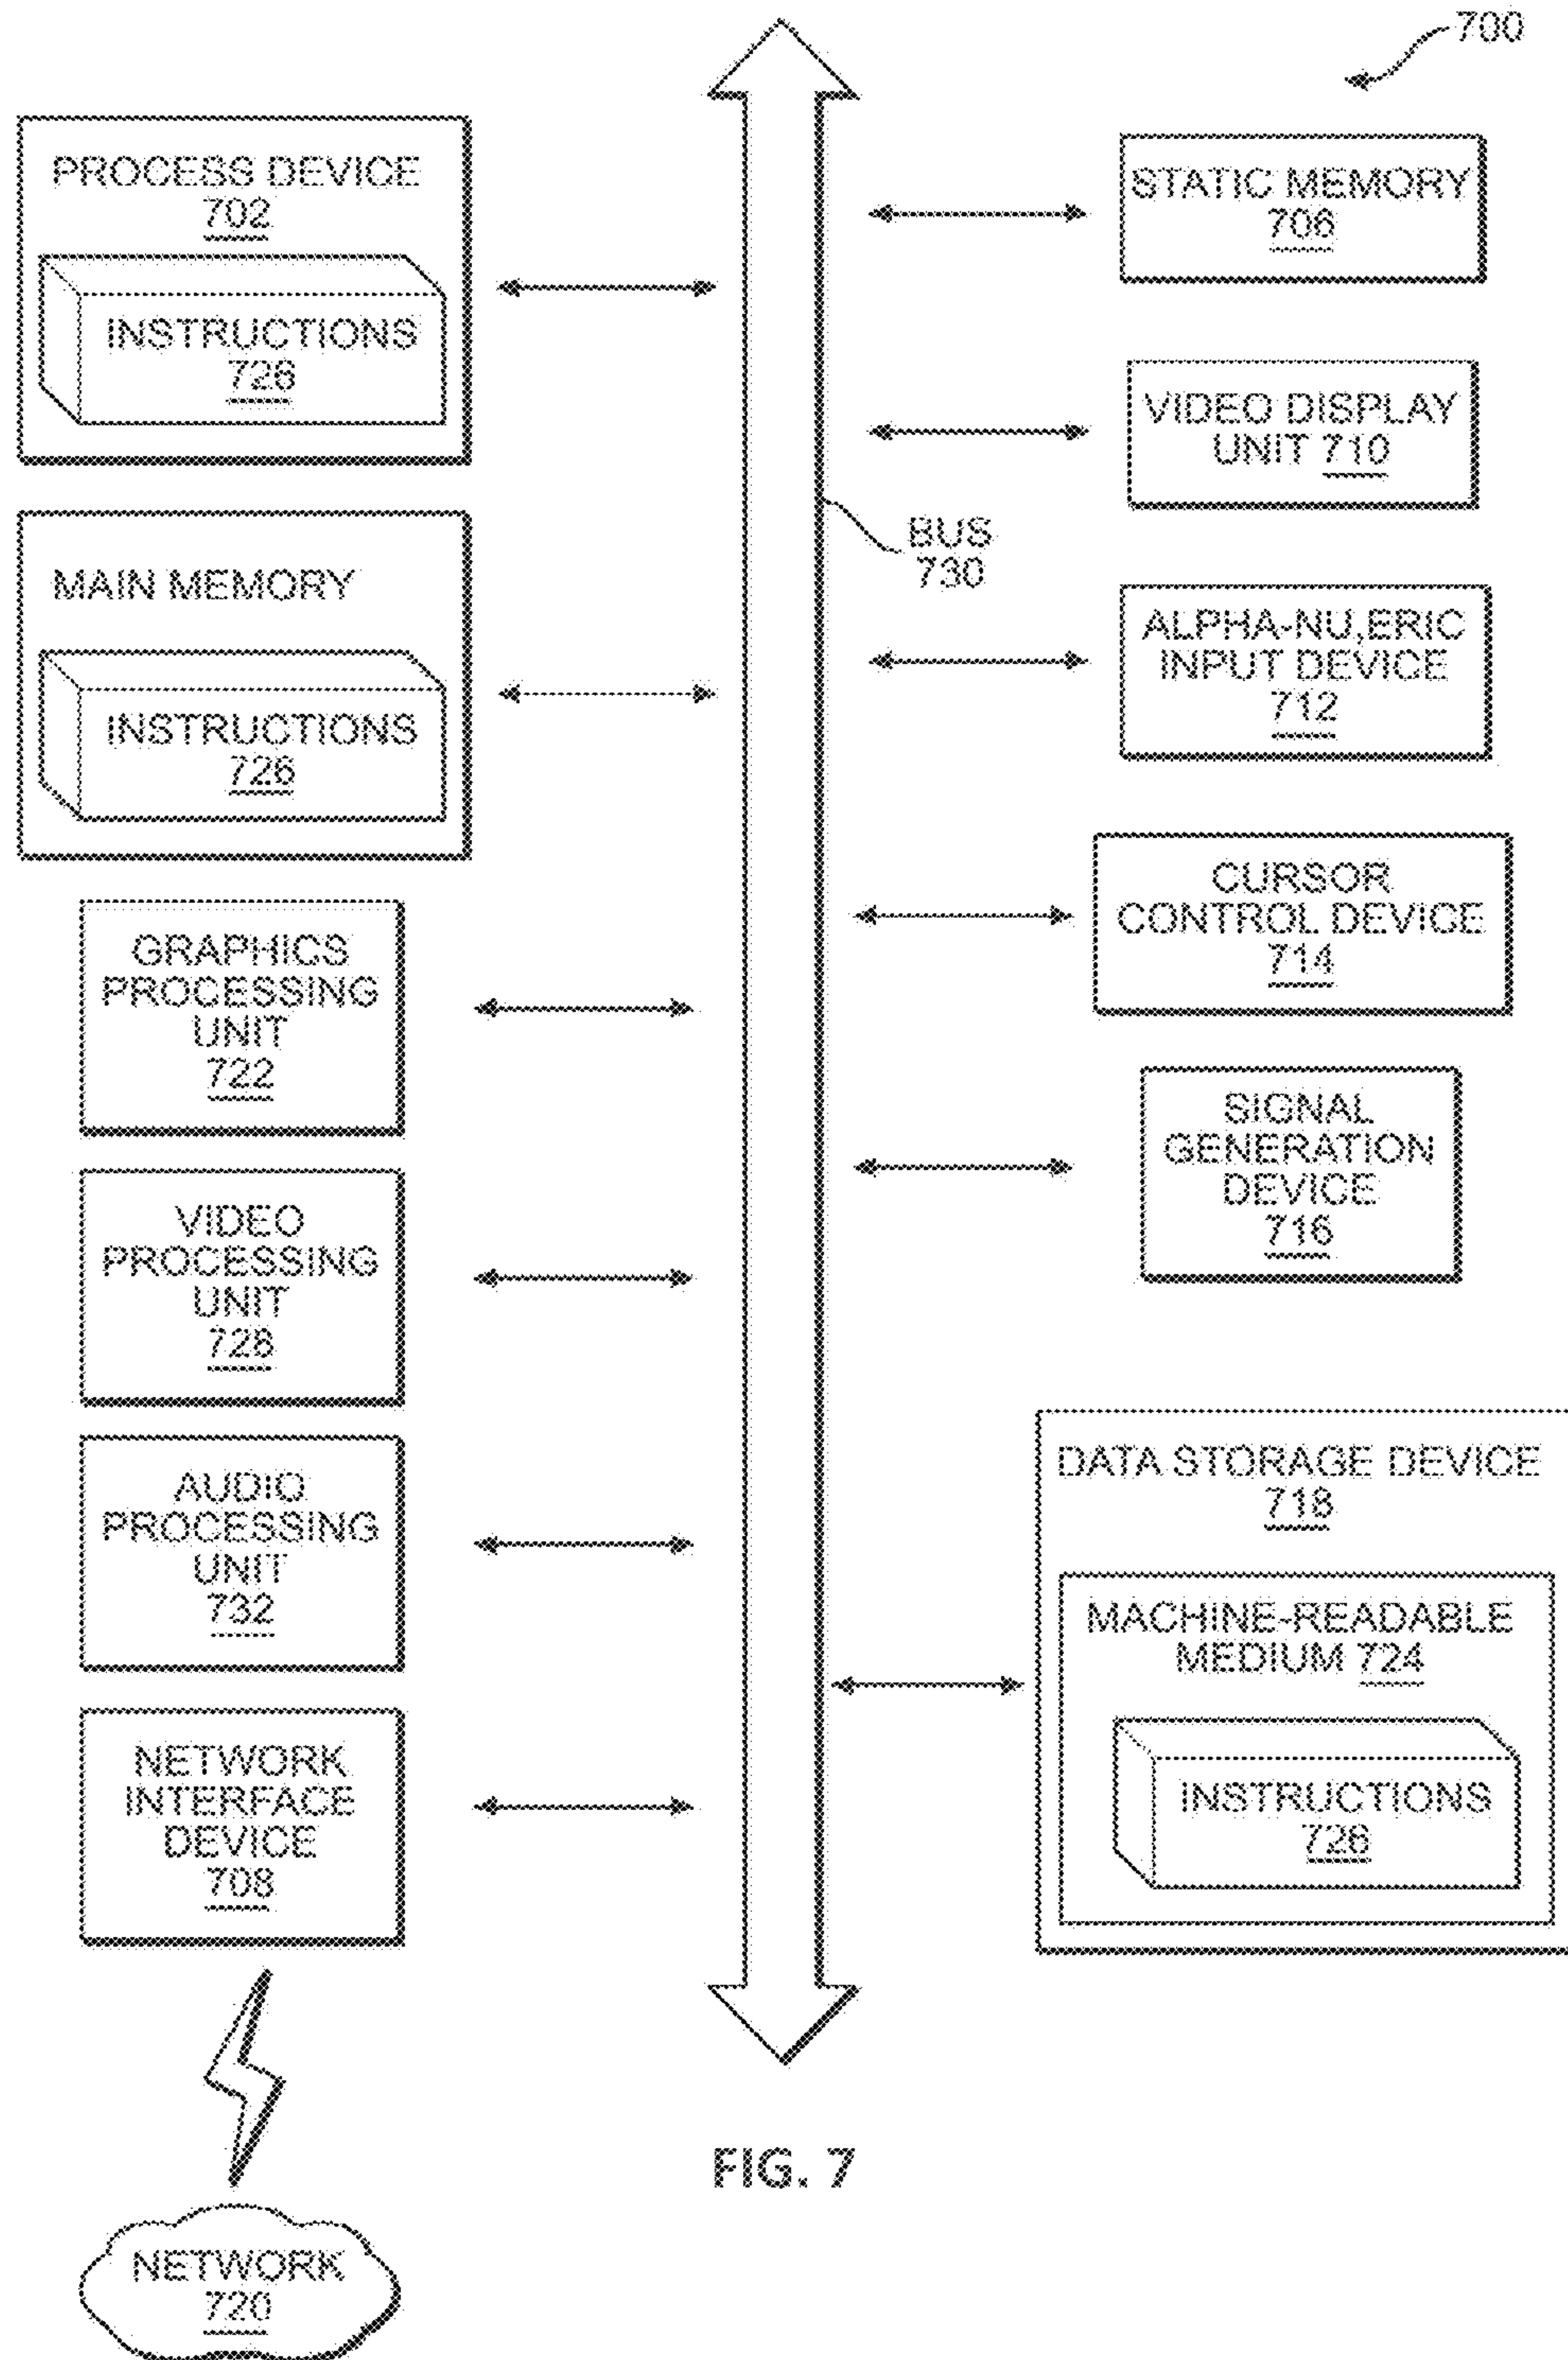 700
PROCESS DEVICE
702
INSTRUCTIONS
726
MAIN MEMORY
INSTRUCTIONS
726
GRAPHICS
PROCESSING
UNIT
722
VIDEO
PROCESSING
UNIT
728
AUDIO
PROCESSING
UNIT
732
NETWORK
INTERFACE
DEVICE
708
NETWORK
720
BUS
730
STATIC MEMORY
706
VIDEO DISPLAY
UNIT 710
ALPHA-NU,ERIC
INPUT DEVICE
712
CURSOR
CONTROL DEVICE
714
SIGNAL
GENERATION
DEVICE
716
DATA STORAGE DEVICE
718
MACHINE-READABLE
MEDIUM 724
INSTRUCTIONS
726
FIG. 7